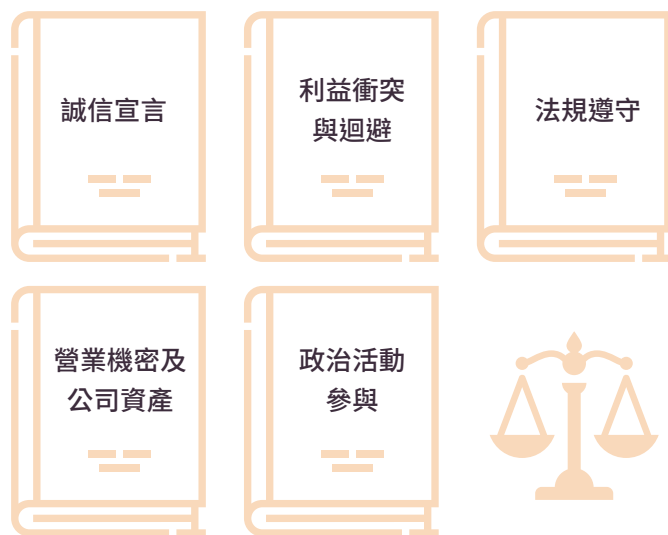 誠信宣言
利益衝突
與迴避
法規遵守
營業機密及
公司資產
政治活動
參與